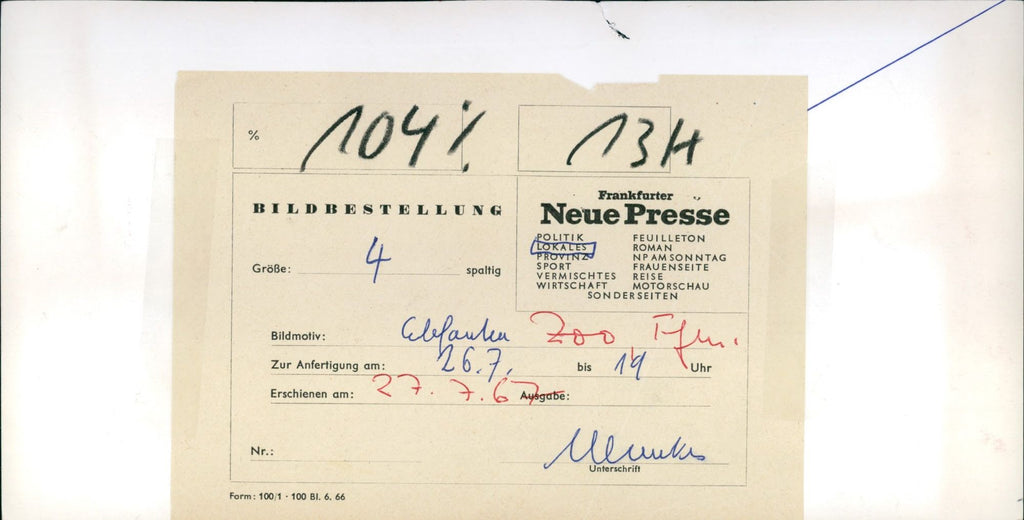 % 104%
13H
BILDBESTELLUNG
Größe: 4 spaltig
Frankfurter
Neue Presse
POLITIK FEUILLETON
LOKALES ROMAN
PROVINZ NP AM SONNTAG
SPORT FRAUENSEITE
VERMISCHTES REISE
WIRTSCHAFT MOTORSCHAU
SONDERSEITEN
Bildmotiv: Elefanten Zoo,
Zur Anfertigung am: 26.7. bis 19 Uhr
Erschienen am: 27.7.67 Ausgabe:
Nr.:
Unterschrift
Form: 100/1 · 100 Bl. 6. 66